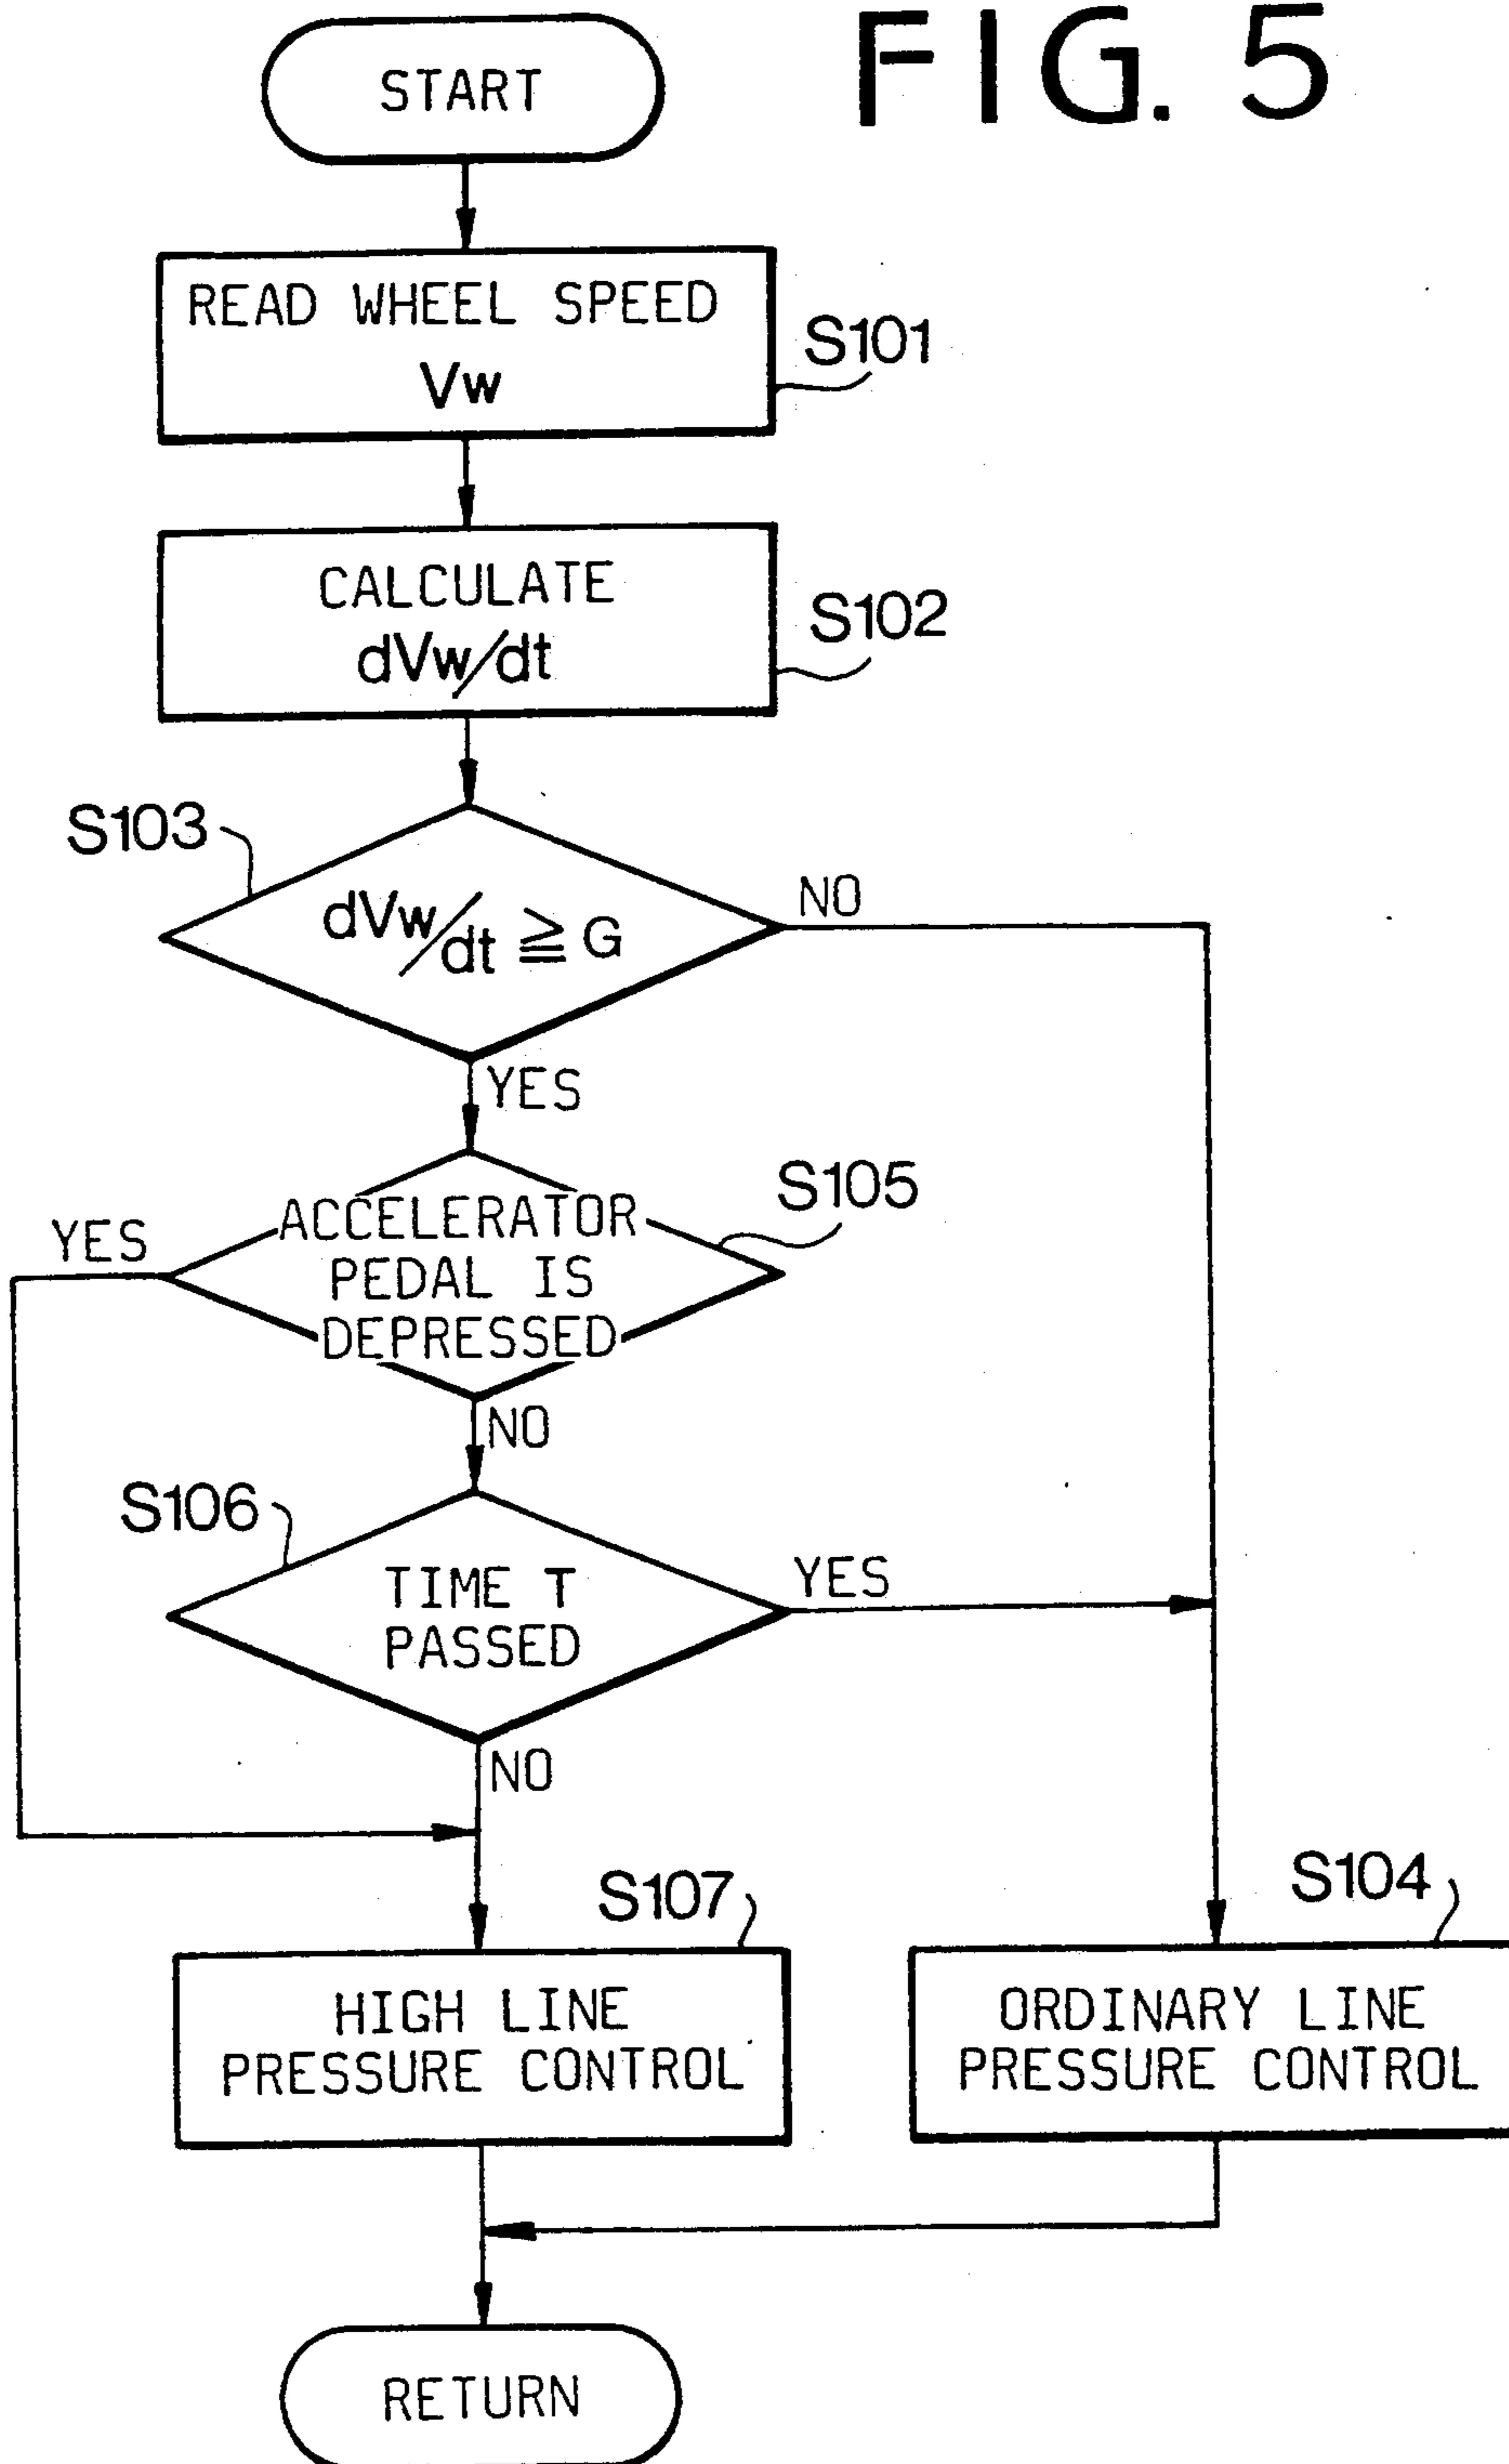 FIG. 5
START
READ WHEEL SPEED
Vw
S101
CALCULATE
dVw/dt
S102
S103
dVw/dt ≧ G
NO
YES
S105
YES
ACCELERATOR
PEDAL IS
DEPRESSED
NO
S106
TIME T
PASSED
YES
NO
S107
S104
HIGH LINE
PRESSURE CONTROL
ORDINARY LINE
PRESSURE CONTROL
RETURN